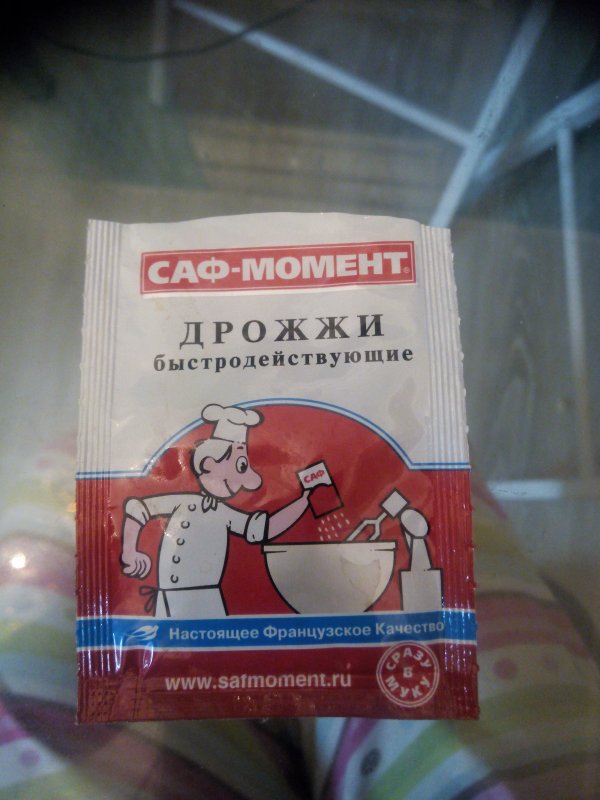 САФ-МОМЕНТ®
ДРОЖЖИ
быстродействующие
САФ
Настоящее Французское Качество
www.safmoment.ru
СРАЗУ
В
МУКУ